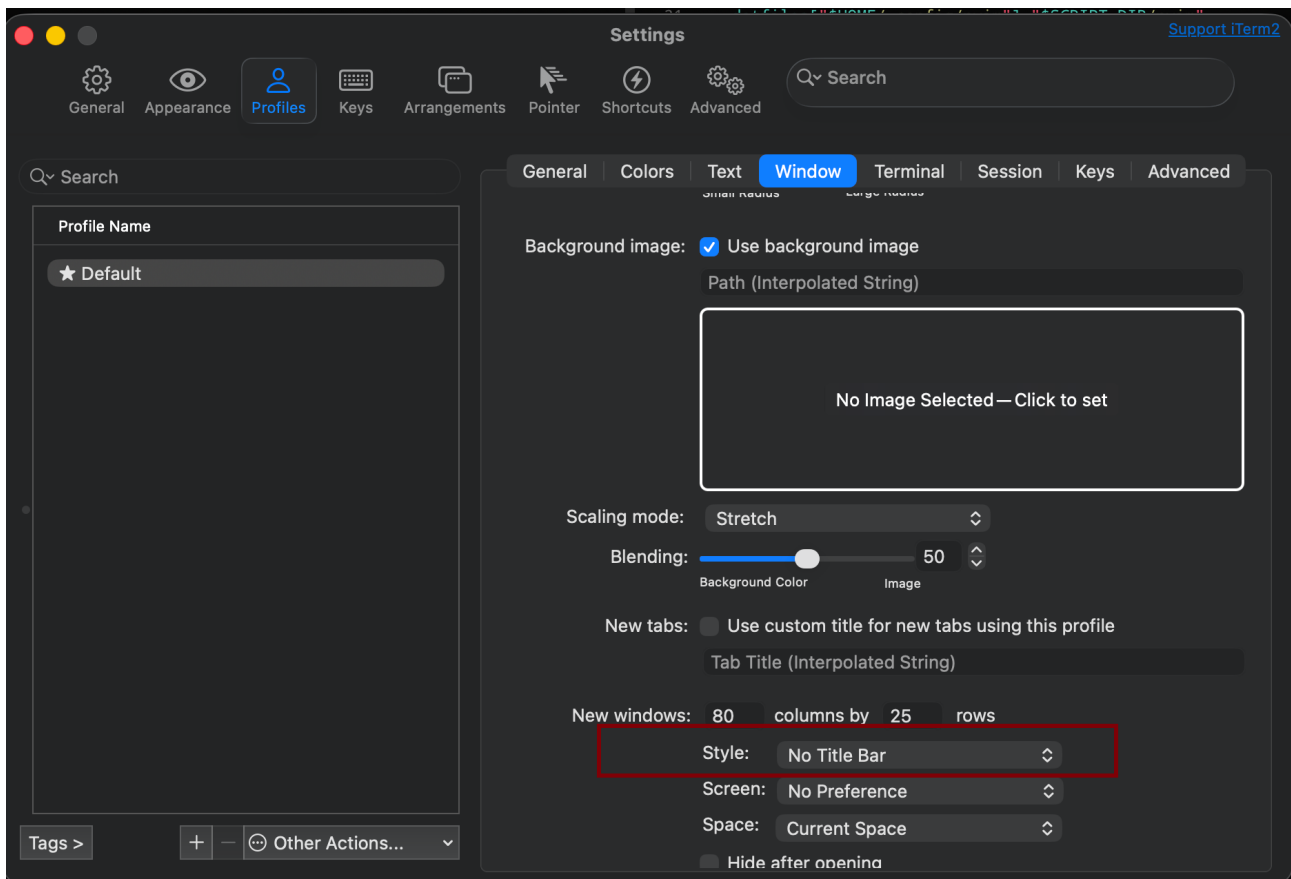 Settings
Support iTerm2
General Appearance Profiles Keys Arrangements Pointer Shortcuts Advanced
Search
Search
Profile Name
Default
Tags >
Other Actions...
General Colors Text Window Terminal Session Keys Advanced
Small Radius Large Radius
Background image: Use background image
Path (Interpolated String)
No Image Selected—Click to set
Scaling mode: Stretch
Blending: 50
Background Color Image
New tabs: Use custom title for new tabs using this profile
Tab Title (Interpolated String)
New windows: 80 columns by 25 rows
Style: No Title Bar
Screen: No Preference
Space: Current Space
Hide after opening